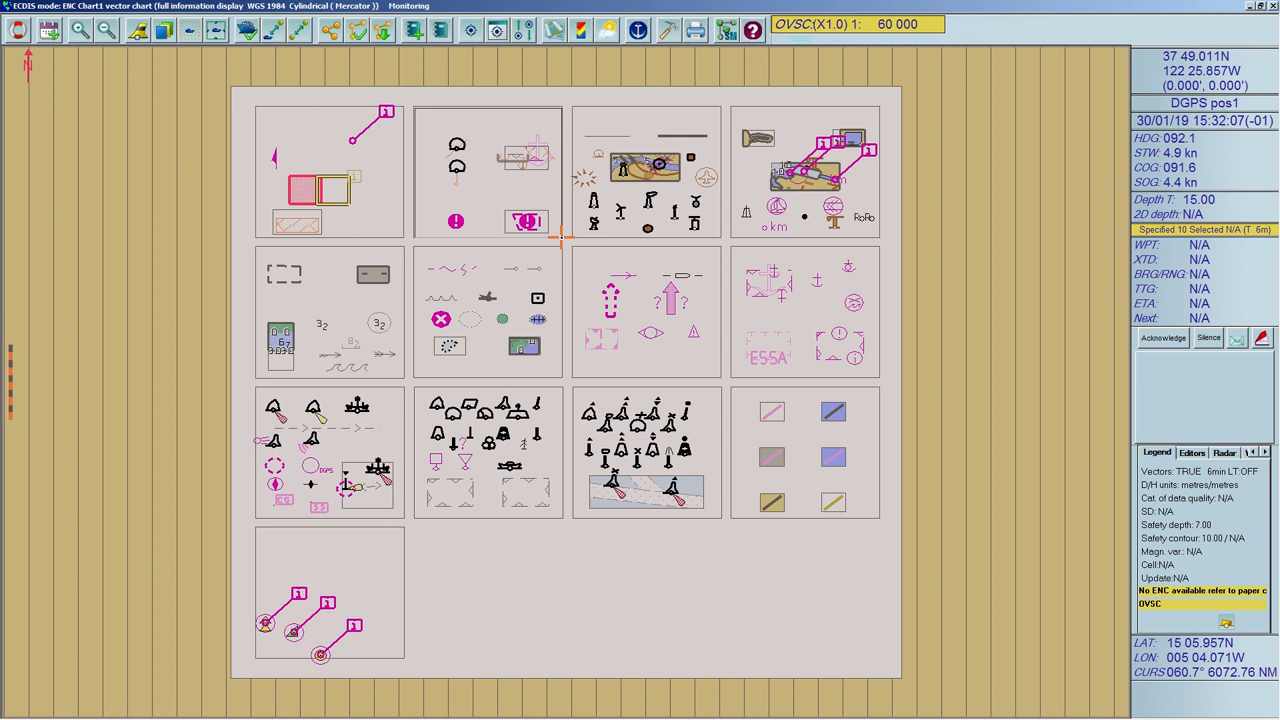 ECDIS mode: ENC Chart1 vector chart (full information display WGS 1984 Cylindrical ( Mercator )) Monitoring
OVSC:(X1.0) 1: 60 000
N
37 49.011N
122 25.857W
(0.000', 0.000')
DGPS pos1
30/01/19 15:32:07(-01)
HDG: 092.1
STW: 4.9 kn
COG: 091.6
SOG: 4.4 kn
Depth T: 15.00
2D depth: N/A
Specified 10 Selected N/A (T 6m)
WPT: N/A
XTD: N/A
BRG/RNG: N/A
TTG: N/A
ETA: N/A
Next: N/A
Acknowledge Silence
Legend Editors Radar
Vectors: TRUE 6min LT:OFF
D/H units: metres/metres
Cat. of data quality: N/A
SD: N/A
Safety depth: 7.00
Safety contour: 10.00 / N/A
Magn. var.: N/A
Cell:N/A
Update:N/A
No ENC available refer to paper c
OVSC
LAT: 15 05.957N
LON: 005 04.071W
CURS 060.7° 6072.76 NM
km
RoRo
32
32
82
ESSA
DGPS
CG
SS